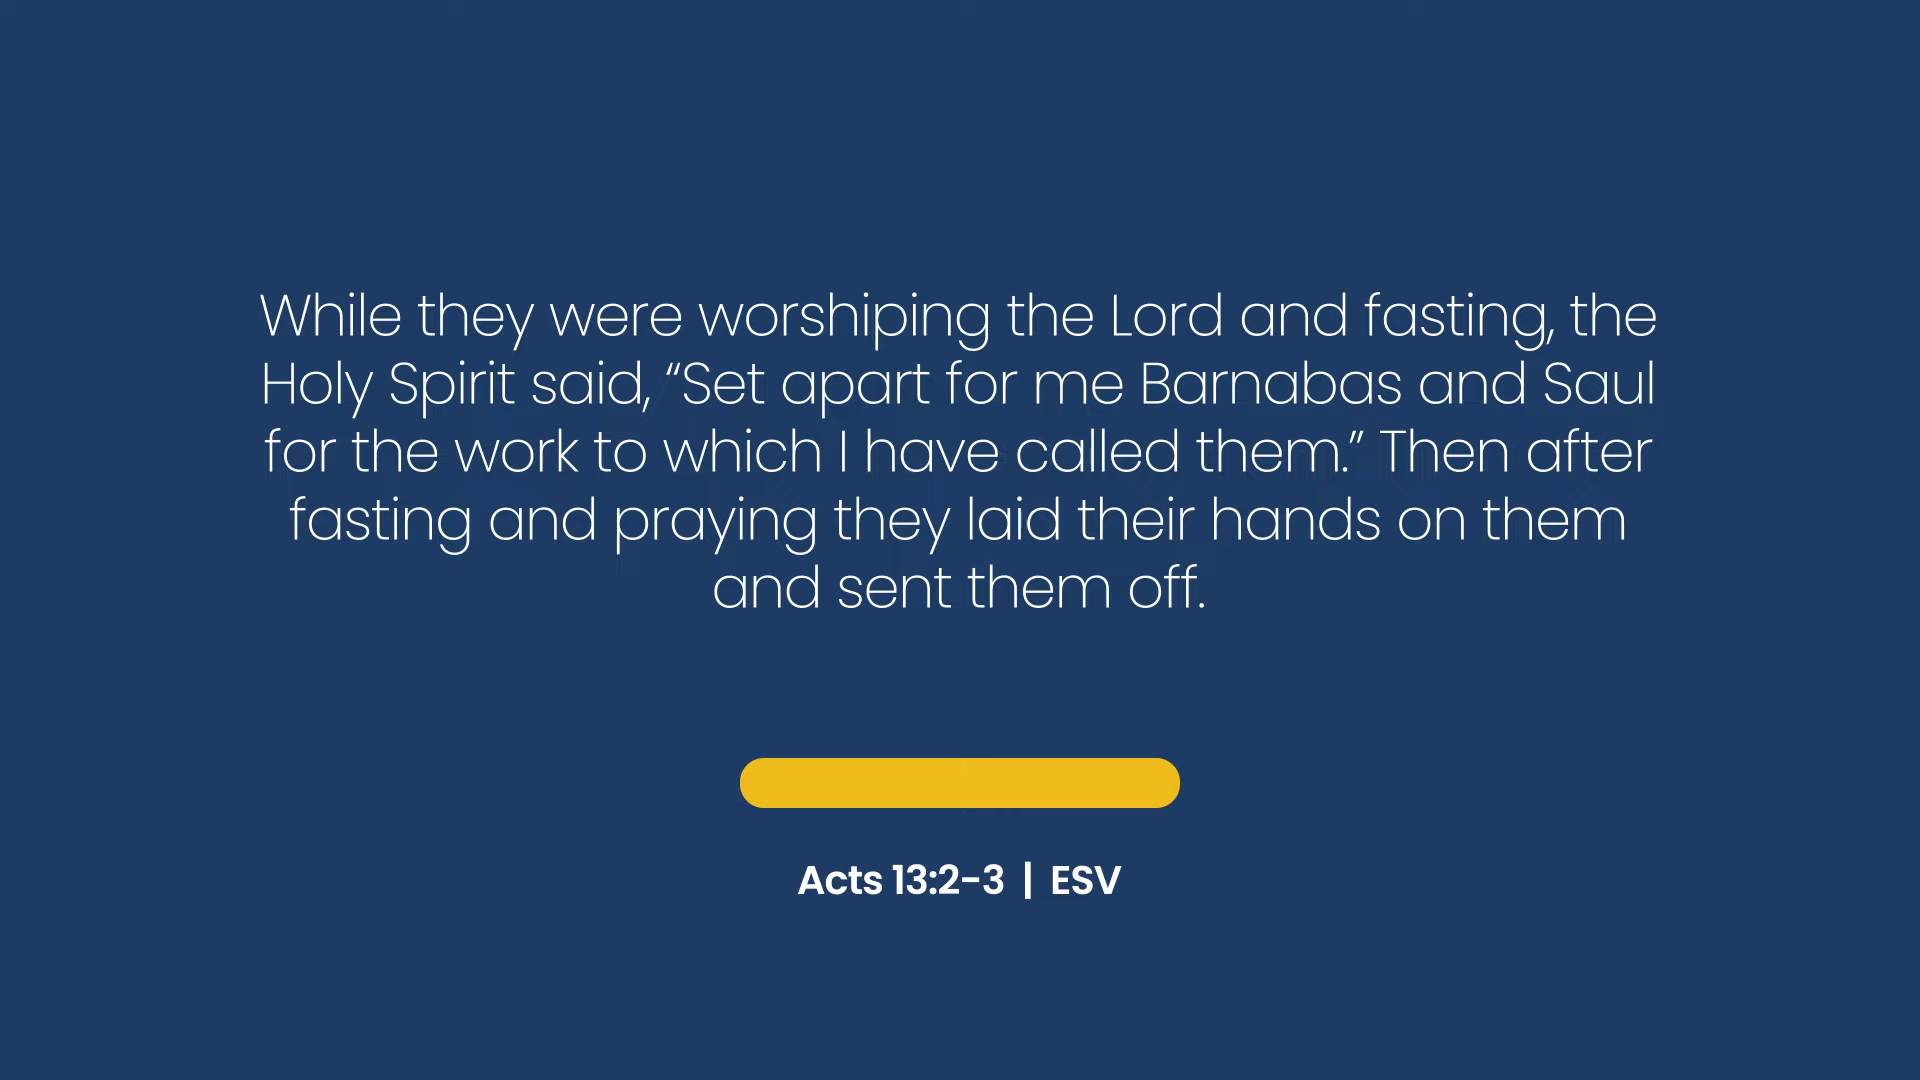 While they were worshiping the Lord and fasting, the
Holy Spirit said, “Set apart for me Barnabas and Saul
for the work to which I have called them.” Then after
fasting and praying they laid their hands on them
and sent them off.
Acts 13:2-3 | ESV